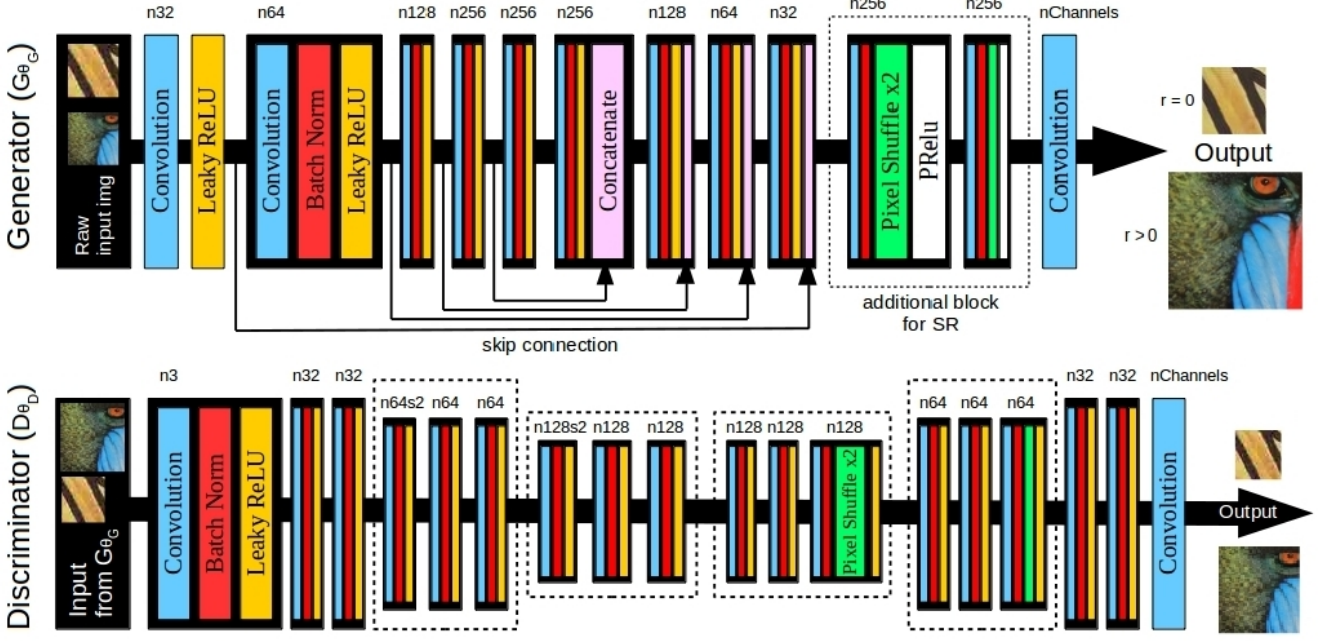 n32 n64 n128 n256 n256 n256 n128 n64 n32 n256 n256 nChannels
Generator (GθG)
Raw
input img
Convolution
Leaky ReLU
Convolution
Batch Norm
Leaky ReLU
Concatenate
Pixel Shuffle x2
PRelu
Convolution
r = 0
Output
r > 0
additional block
for SR
skip connection
Discriminator (DθD)
n3 n32 n32 n64s2 n64 n64 n128s2 n128 n128 n128 n128 n128 n64 n64 n64 n32 n32 nChannels
Input
from GθG
Convolution
Batch Norm
Leaky ReLU
Pixel Shuffle x2
Convolution
Output